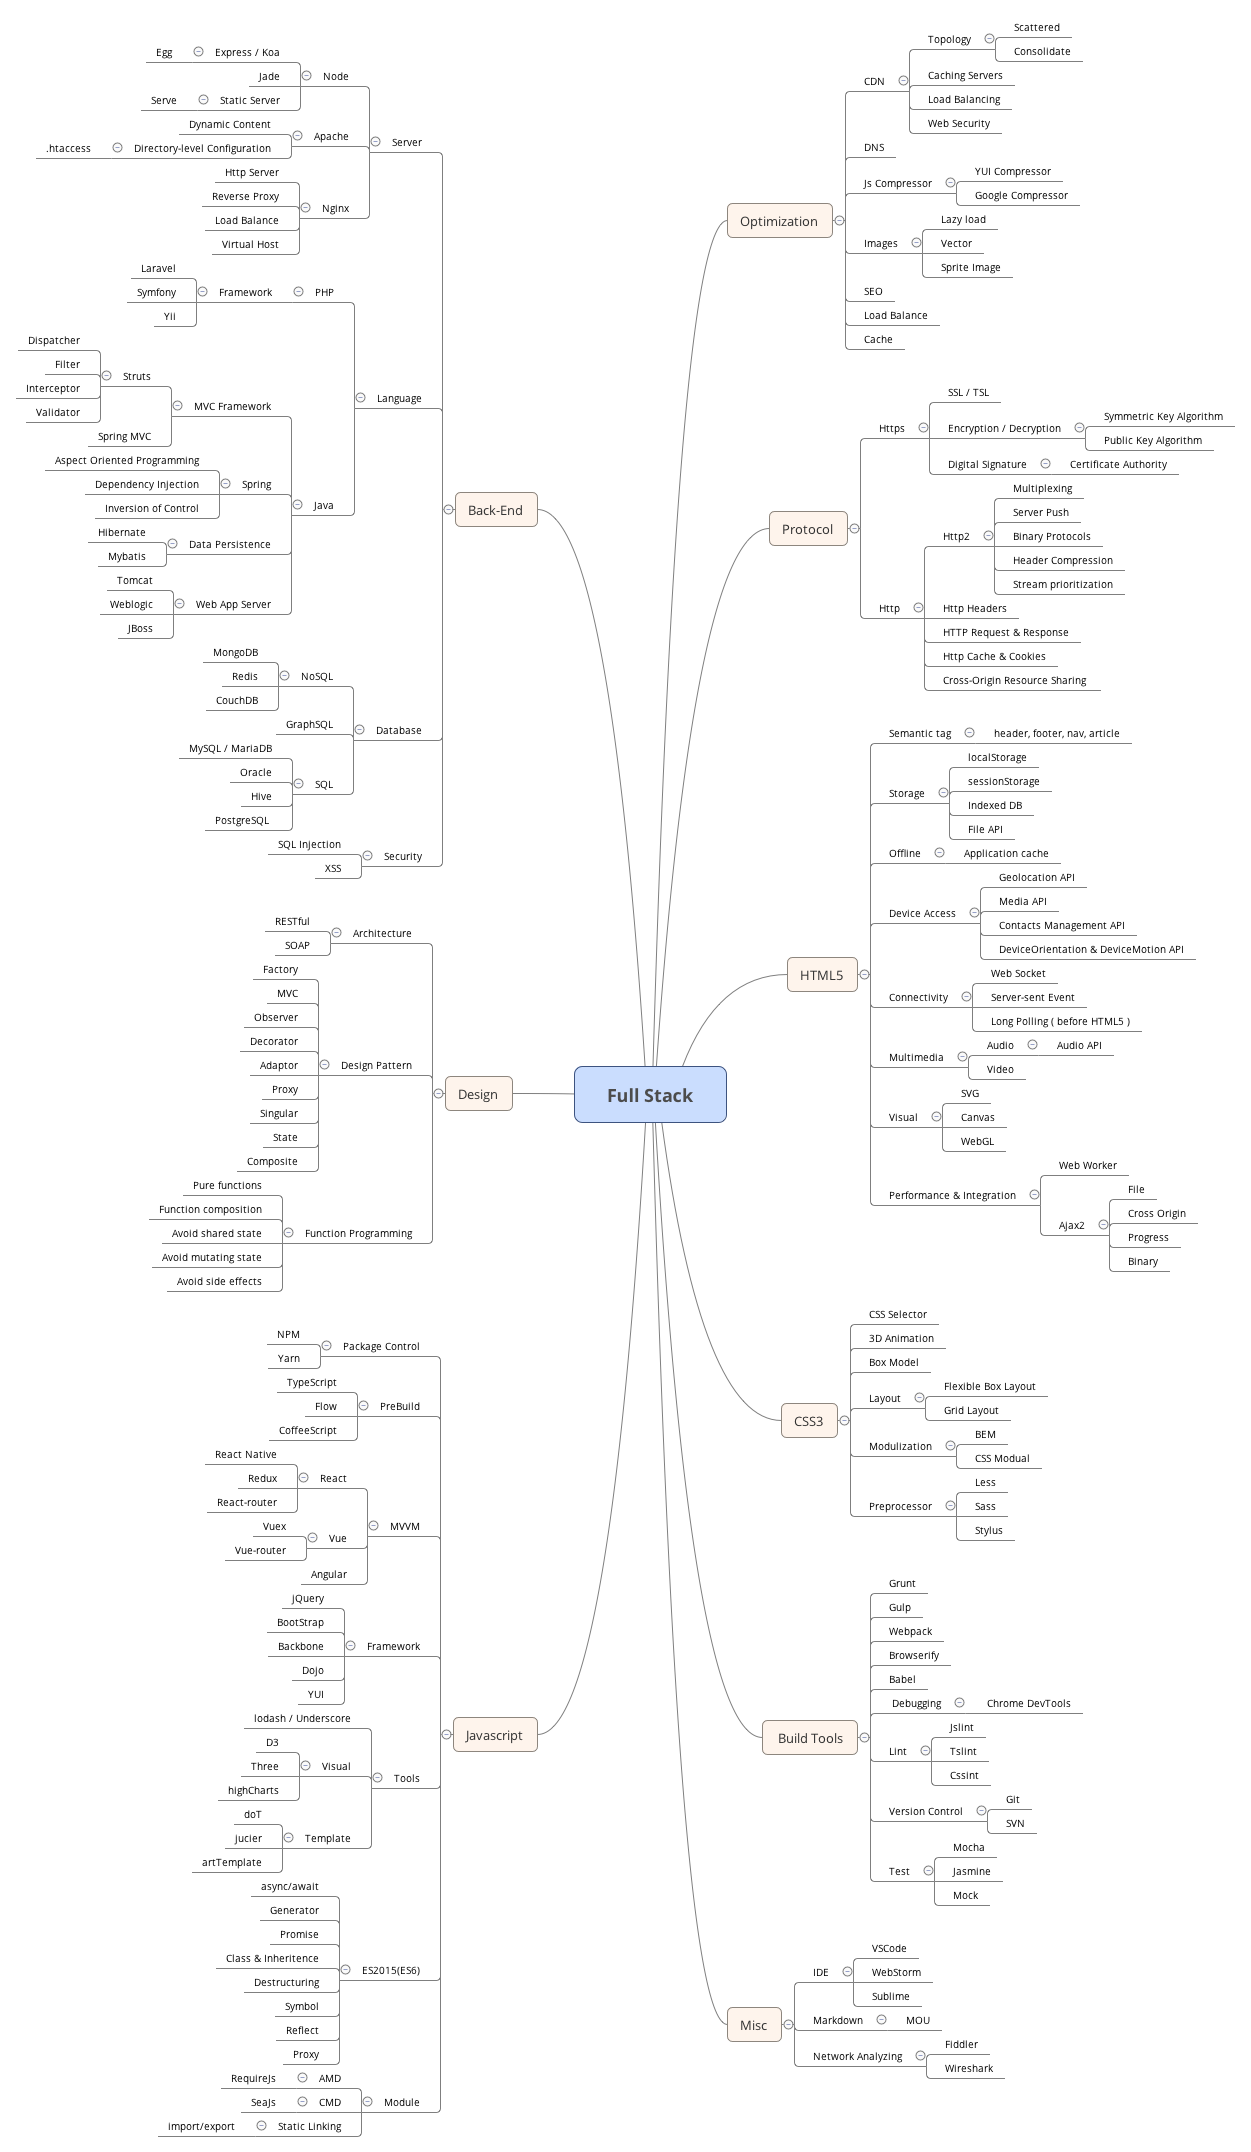 Full Stack
Back-End
Server
Node
Express / Koa
Egg
Jade
Static Server
Serve
Apache
Dynamic Content
Directory-level Configuration
.htaccess
Nginx
Http Server
Reverse Proxy
Load Balance
Virtual Host
Language
PHP
Framework
Laravel
Symfony
Yii
Java
MVC Framework
Struts
Dispatcher
Filter
Interceptor
Validator
Spring MVC
Spring
Aspect Oriented Programming
Dependency Injection
Inversion of Control
Data Persistence
Hibernate
Mybatis
Web App Server
Tomcat
Weblogic
JBoss
Database
NoSQL
MongoDB
Redis
CouchDB
GraphSQL
SQL
MySQL / MariaDB
Oracle
Hive
PostgreSQL
Security
SQL Injection
XSS
Design
Architecture
RESTful
SOAP
Design Pattern
Factory
MVC
Observer
Decorator
Adaptor
Proxy
Singular
State
Composite
Function Programming
Pure functions
Function composition
Avoid shared state
Avoid mutating state
Avoid side effects
Javascript
Package Control
NPM
Yarn
PreBuild
TypeScript
Flow
CoffeeScript
MVVM
React
React Native
Redux
React-router
Vue
Vuex
Vue-router
Angular
Framework
jQuery
BootStrap
Backbone
Dojo
YUI
Tools
lodash / Underscore
Visual
D3
Three
highCharts
Template
doT
jucier
artTemplate
ES2015(ES6)
async/await
Generator
Promise
Class & Inheritence
Destructuring
Symbol
Reflect
Proxy
Module
AMD
RequireJs
CMD
SeaJs
Static Linking
import/export
Optimization
CDN
Topology
Scattered
Consolidate
Caching Servers
Load Balancing
Web Security
DNS
Js Compressor
YUI Compressor
Google Compressor
Images
Lazy load
Vector
Sprite Image
SEO
Load Balance
Cache
Protocol
Https
SSL / TSL
Encryption / Decryption
Symmetric Key Algorithm
Public Key Algorithm
Digital Signature
Certificate Authority
Http
Http2
Multiplexing
Server Push
Binary Protocols
Header Compression
Stream prioritization
Http Headers
HTTP Request & Response
Http Cache & Cookies
Cross-Origin Resource Sharing
HTML5
Semantic tag
header, footer, nav, article
Storage
localStorage
sessionStorage
Indexed DB
File API
Offline
Application cache
Device Access
Geolocation API
Media API
Contacts Management API
DeviceOrientation & DeviceMotion API
Connectivity
Web Socket
Server-sent Event
Long Polling ( before HTML5 )
Multimedia
Audio
Audio API
Video
Visual
SVG
Canvas
WebGL
Performance & Integration
Web Worker
Ajax2
File
Cross Origin
Progress
Binary
CSS3
CSS Selector
3D Animation
Box Model
Layout
Flexible Box Layout
Grid Layout
Modulization
BEM
CSS Modual
Preprocessor
Less
Sass
Stylus
Build Tools
Grunt
Gulp
Webpack
Browserify
Babel
Debugging
Chrome DevTools
Lint
Jslint
Tslint
Cssint
Version Control
Git
SVN
Test
Mocha
Jasmine
Mock
Misc
IDE
VSCode
WebStorm
Sublime
Markdown
MOU
Network Analyzing
Fiddler
Wireshark